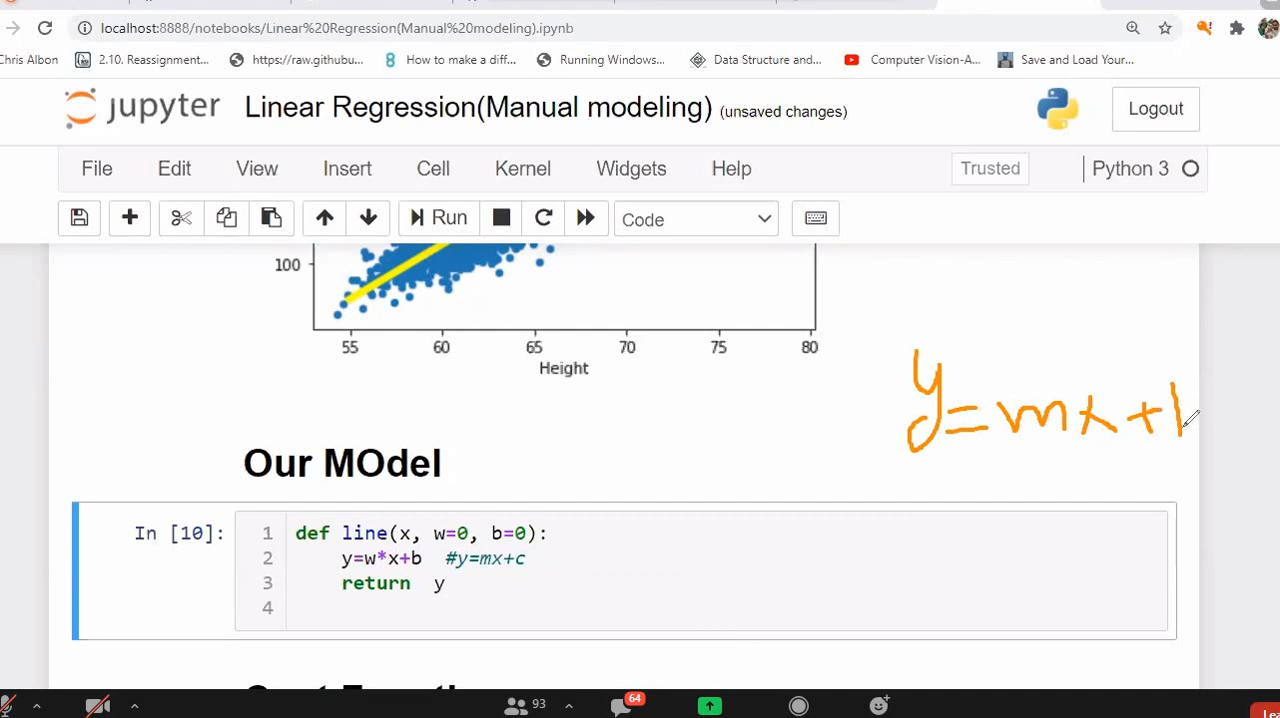 localhost:8888/notebooks/Linear%20Regression(Manual%20modeling).ipynb
Chris Albon 2.10. Reassignment... https://rov.githubu... How to make a diff... Running Windows... Data Structure and... Computer Vision-A... Save and Load Your...
jupyter Linear Regression(Manual modeling) (unsaved changes) Logout
File Edit View Insert Cell Kernel Widgets Help Trusted Python 3
Run Code
100
55 60 65 70 75 80
Height
y=mx+
Our MOdel
In [10]: 1 def line(x, w=0, b=0):
2 y=w*x+b #y=mx+c
3 return y
4
93 64